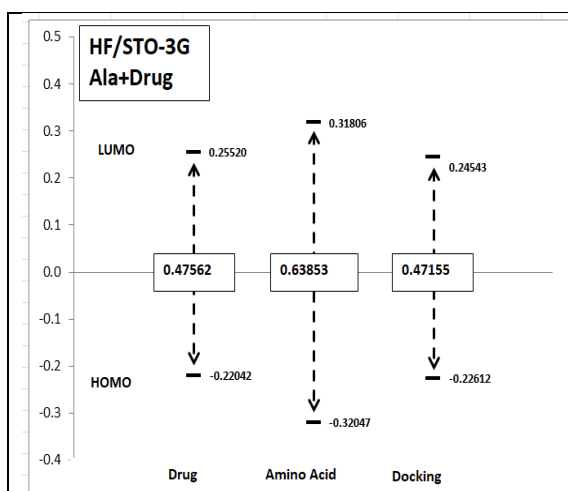 0.5
HF/STO-3G
Ala+Drug
0.4
0.3
LUMO
0.25520
0.31806
0.24543
0.2
0.1
0.0
0.47562
0.63853
0.47155
-0.1
-0.2
HOMO
-0.22042
-0.32047
-0.22612
-0.3
-0.4
Drug
Amino Acid
Docking